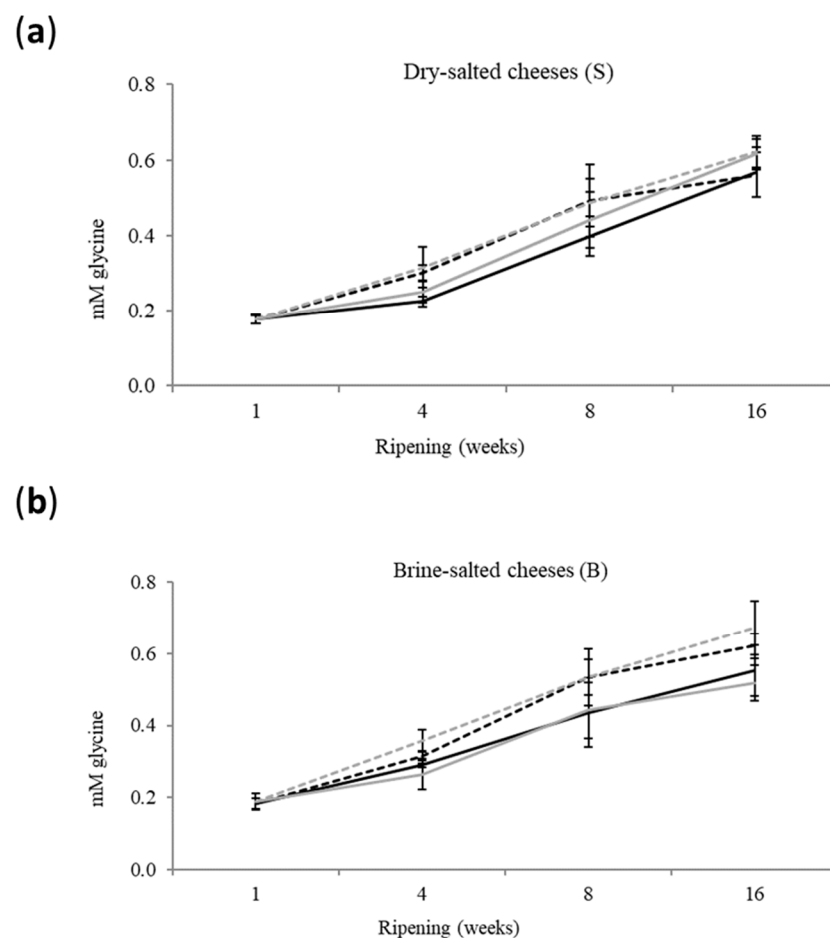 (a)
Dry-salted cheeses (S)
0.8
0.6
0.4
0.2
0.0
mM glycine
1 4 8 16
Ripening (weeks)
(b)
Brine-salted cheeses (B)
0.8
0.6
0.4
0.2
0.0
mM glycine
1 4 8 16
Ripening (weeks)